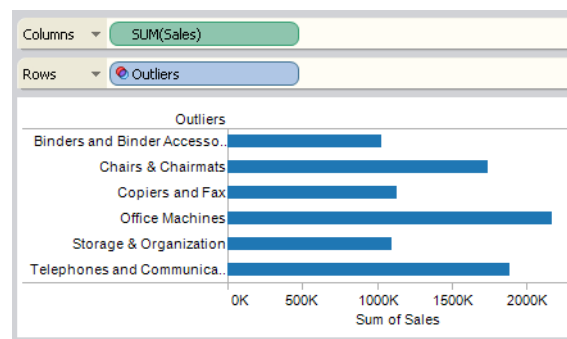 Columns SUM(Sales)
Rows Outliers
Outliers
Binders and Binder Accesso..
Chairs & Chairmats
Copiers and Fax
Office Machines
Storage & Organization
Telephones and Communica..
0K 500K 1000K 1500K 2000K
Sum of Sales